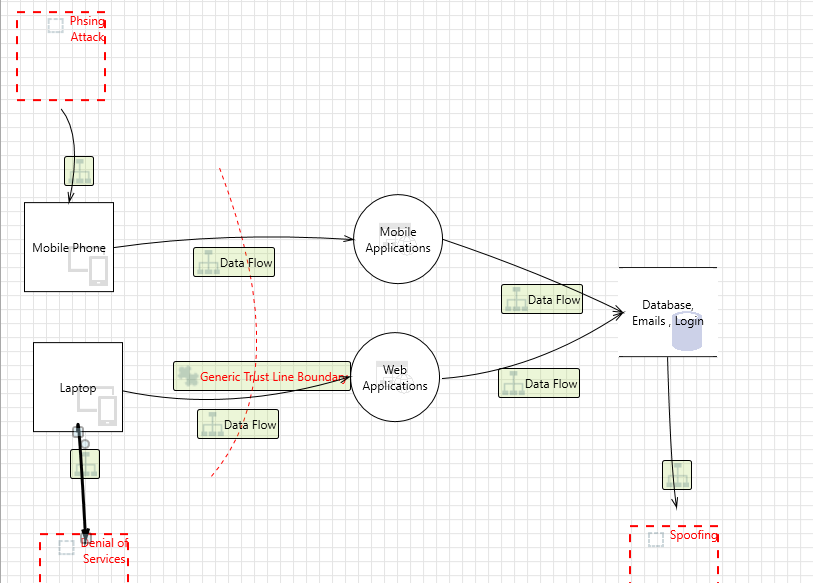 Phsing
Attack
Mobile Phone
Mobile
Applications
Data Flow
Data Flow
Database,
Emails , Login
Generic Trust Line Boundary
Web
Applications
Laptop
Data Flow
Data Flow
Denial of
Services
Spoofing